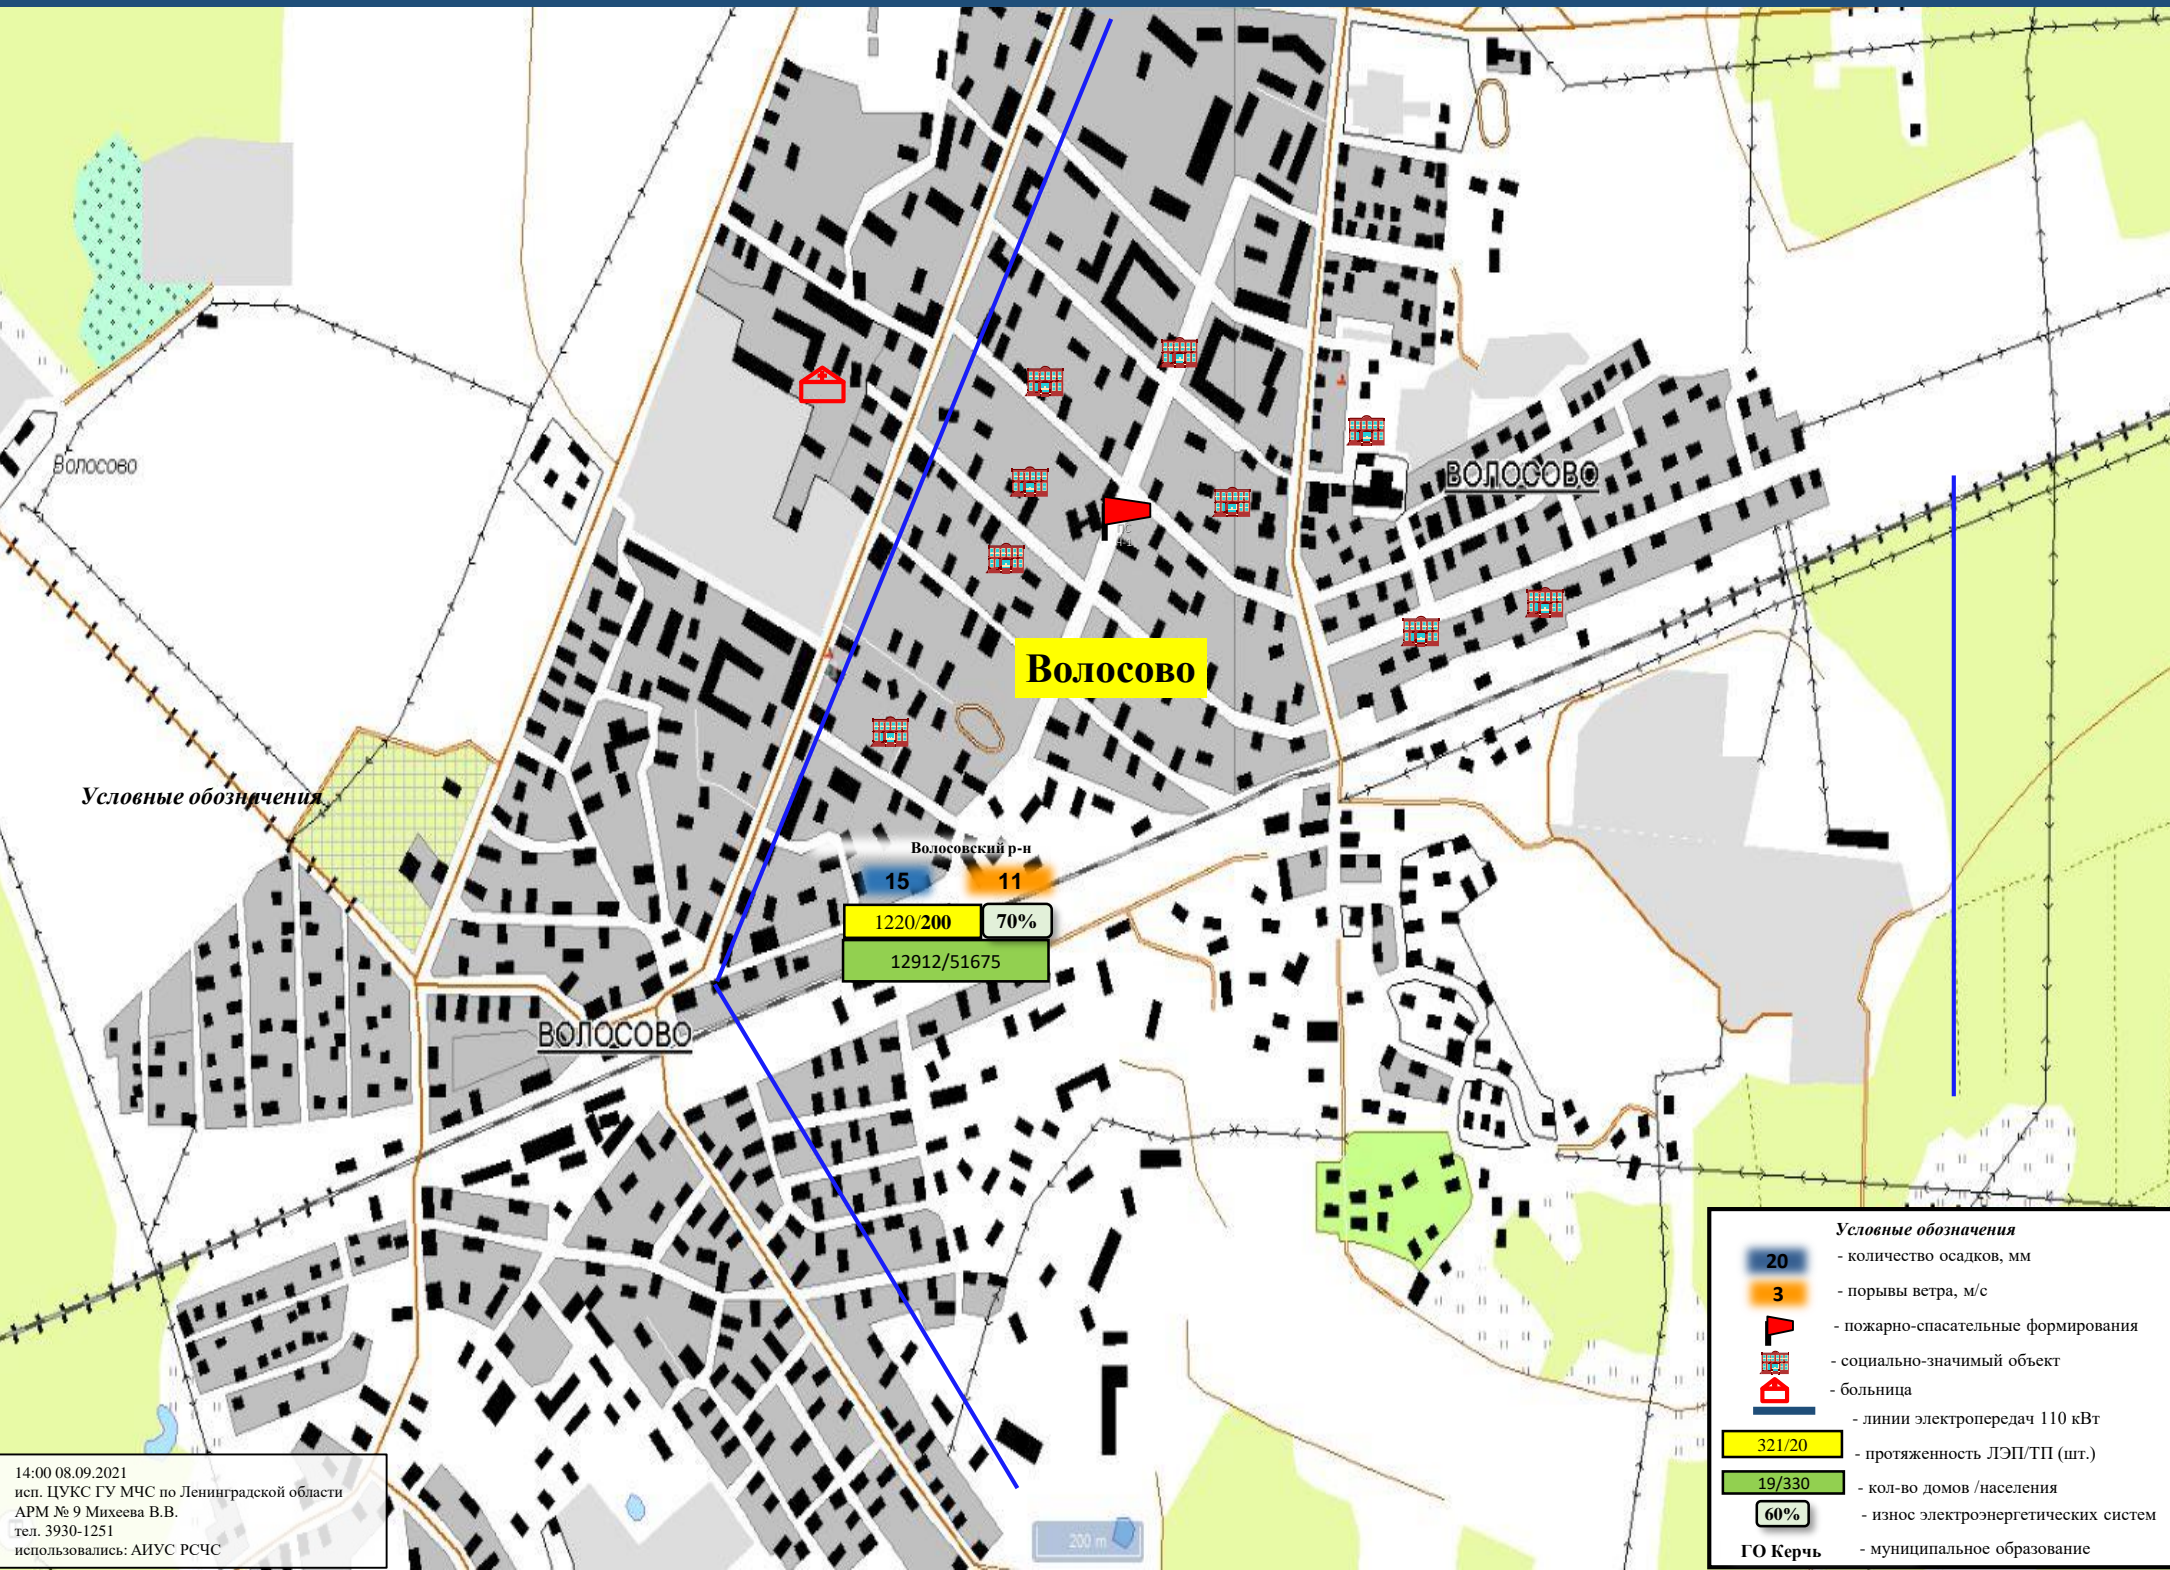 Волосово
ВОЛОСОВО
Волосово
Условные обозначения
Волосовский р-н
15
11
1220/200
70%
12912/51675
ВОЛОСОВО
Условные обозначения
20
- количество осадков, мм
3
- порывы ветра, м/с
- пожарно-спасательные формирования
- социально-значимый объект
- больница
- линии электропередач 110 кВт
321/20
- протяженность ЛЭП/ТП (шт.)
19/330
- кол-во домов /населения
60%
- износ электроэнергетических систем
ГО Керчь
- муниципальное образование
14:00 08.09.2021
исп. ЦУКС ГУ МЧС по Ленинградской области
АРМ № 9 Михеева В.В.
тел. 3930-1251
использовались: АИУС РСЧС
200 m